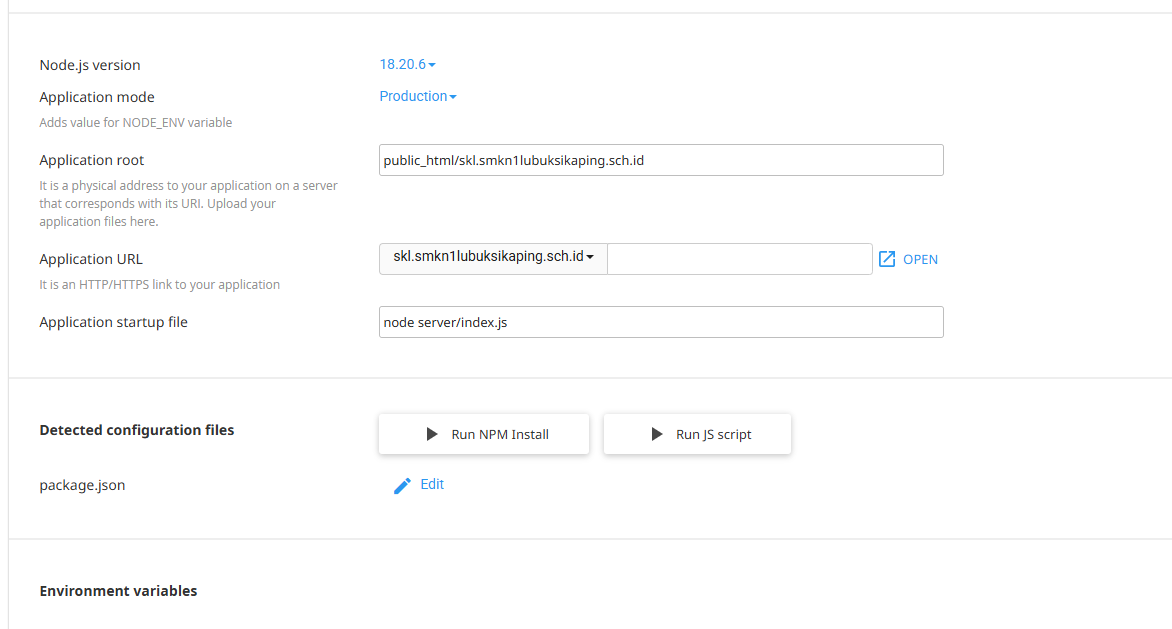 Node.js version
18.20.6
Application mode
Production
Adds value for NODE_ENV variable
Application root
public_html/skl.smkn1lubuksikaping.sch.id
It is a physical address to your application on a server
that corresponds with its URI. Upload your
application files here.
Application URL
skl.smkn1lubuksikaping.sch.id
OPEN
It is an HTTP/HTTPS link to your application
Application startup file
node server/index.js
Detected configuration files
Run NPM Install
Run JS script
package.json
Edit
Environment variables